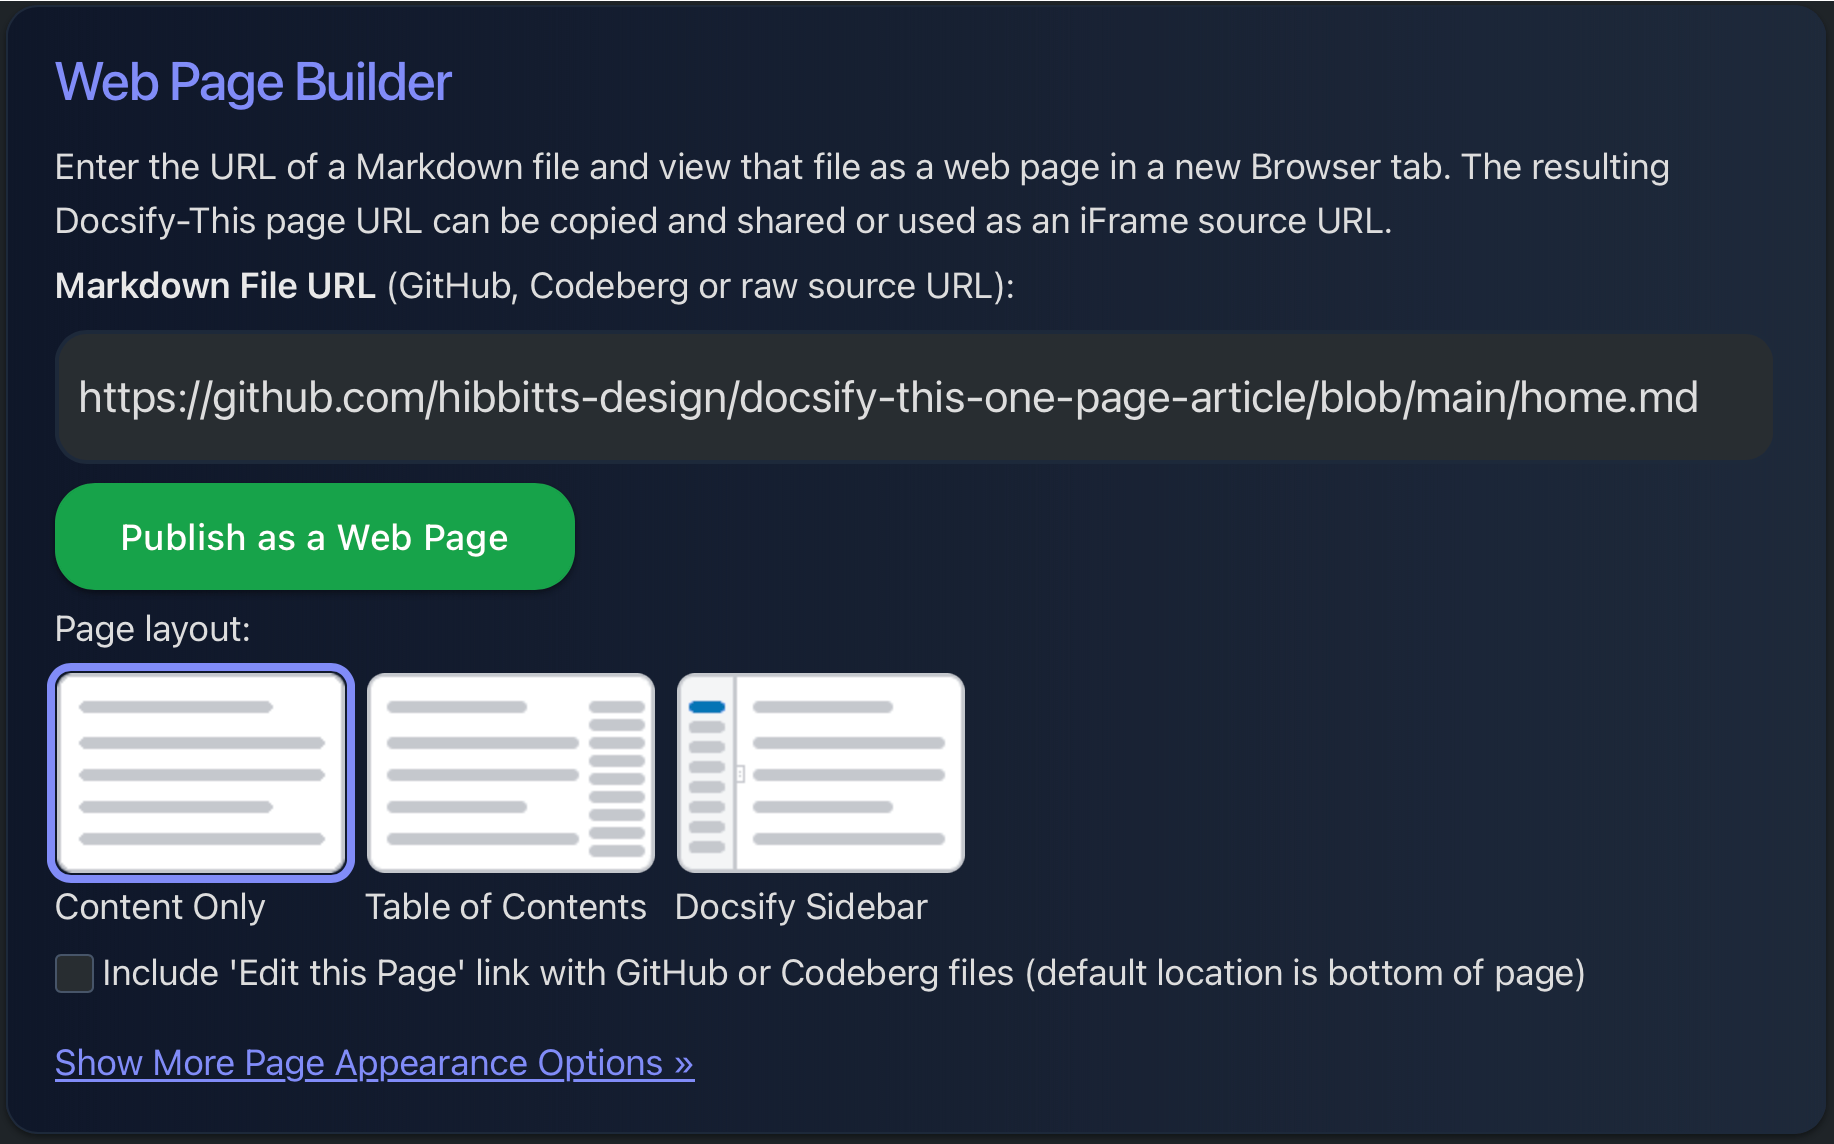 Web Page Builder
Enter the URL of a Markdown file and view that file as a web page in a new Browser tab. The resulting
Docsify-This page URL can be copied and shared or used as an iFrame source URL.
Markdown File URL (GitHub, Codeberg or raw source URL):
https://github.com/hibbitts-design/docsify-this-one-page-article/blob/main/home.md
Publish as a Web Page
Page layout:
Content Only
Table of Contents
Docsify Sidebar
Include 'Edit this Page' link with GitHub or Codeberg files (default location is bottom of page)
Show More Page Appearance Options »